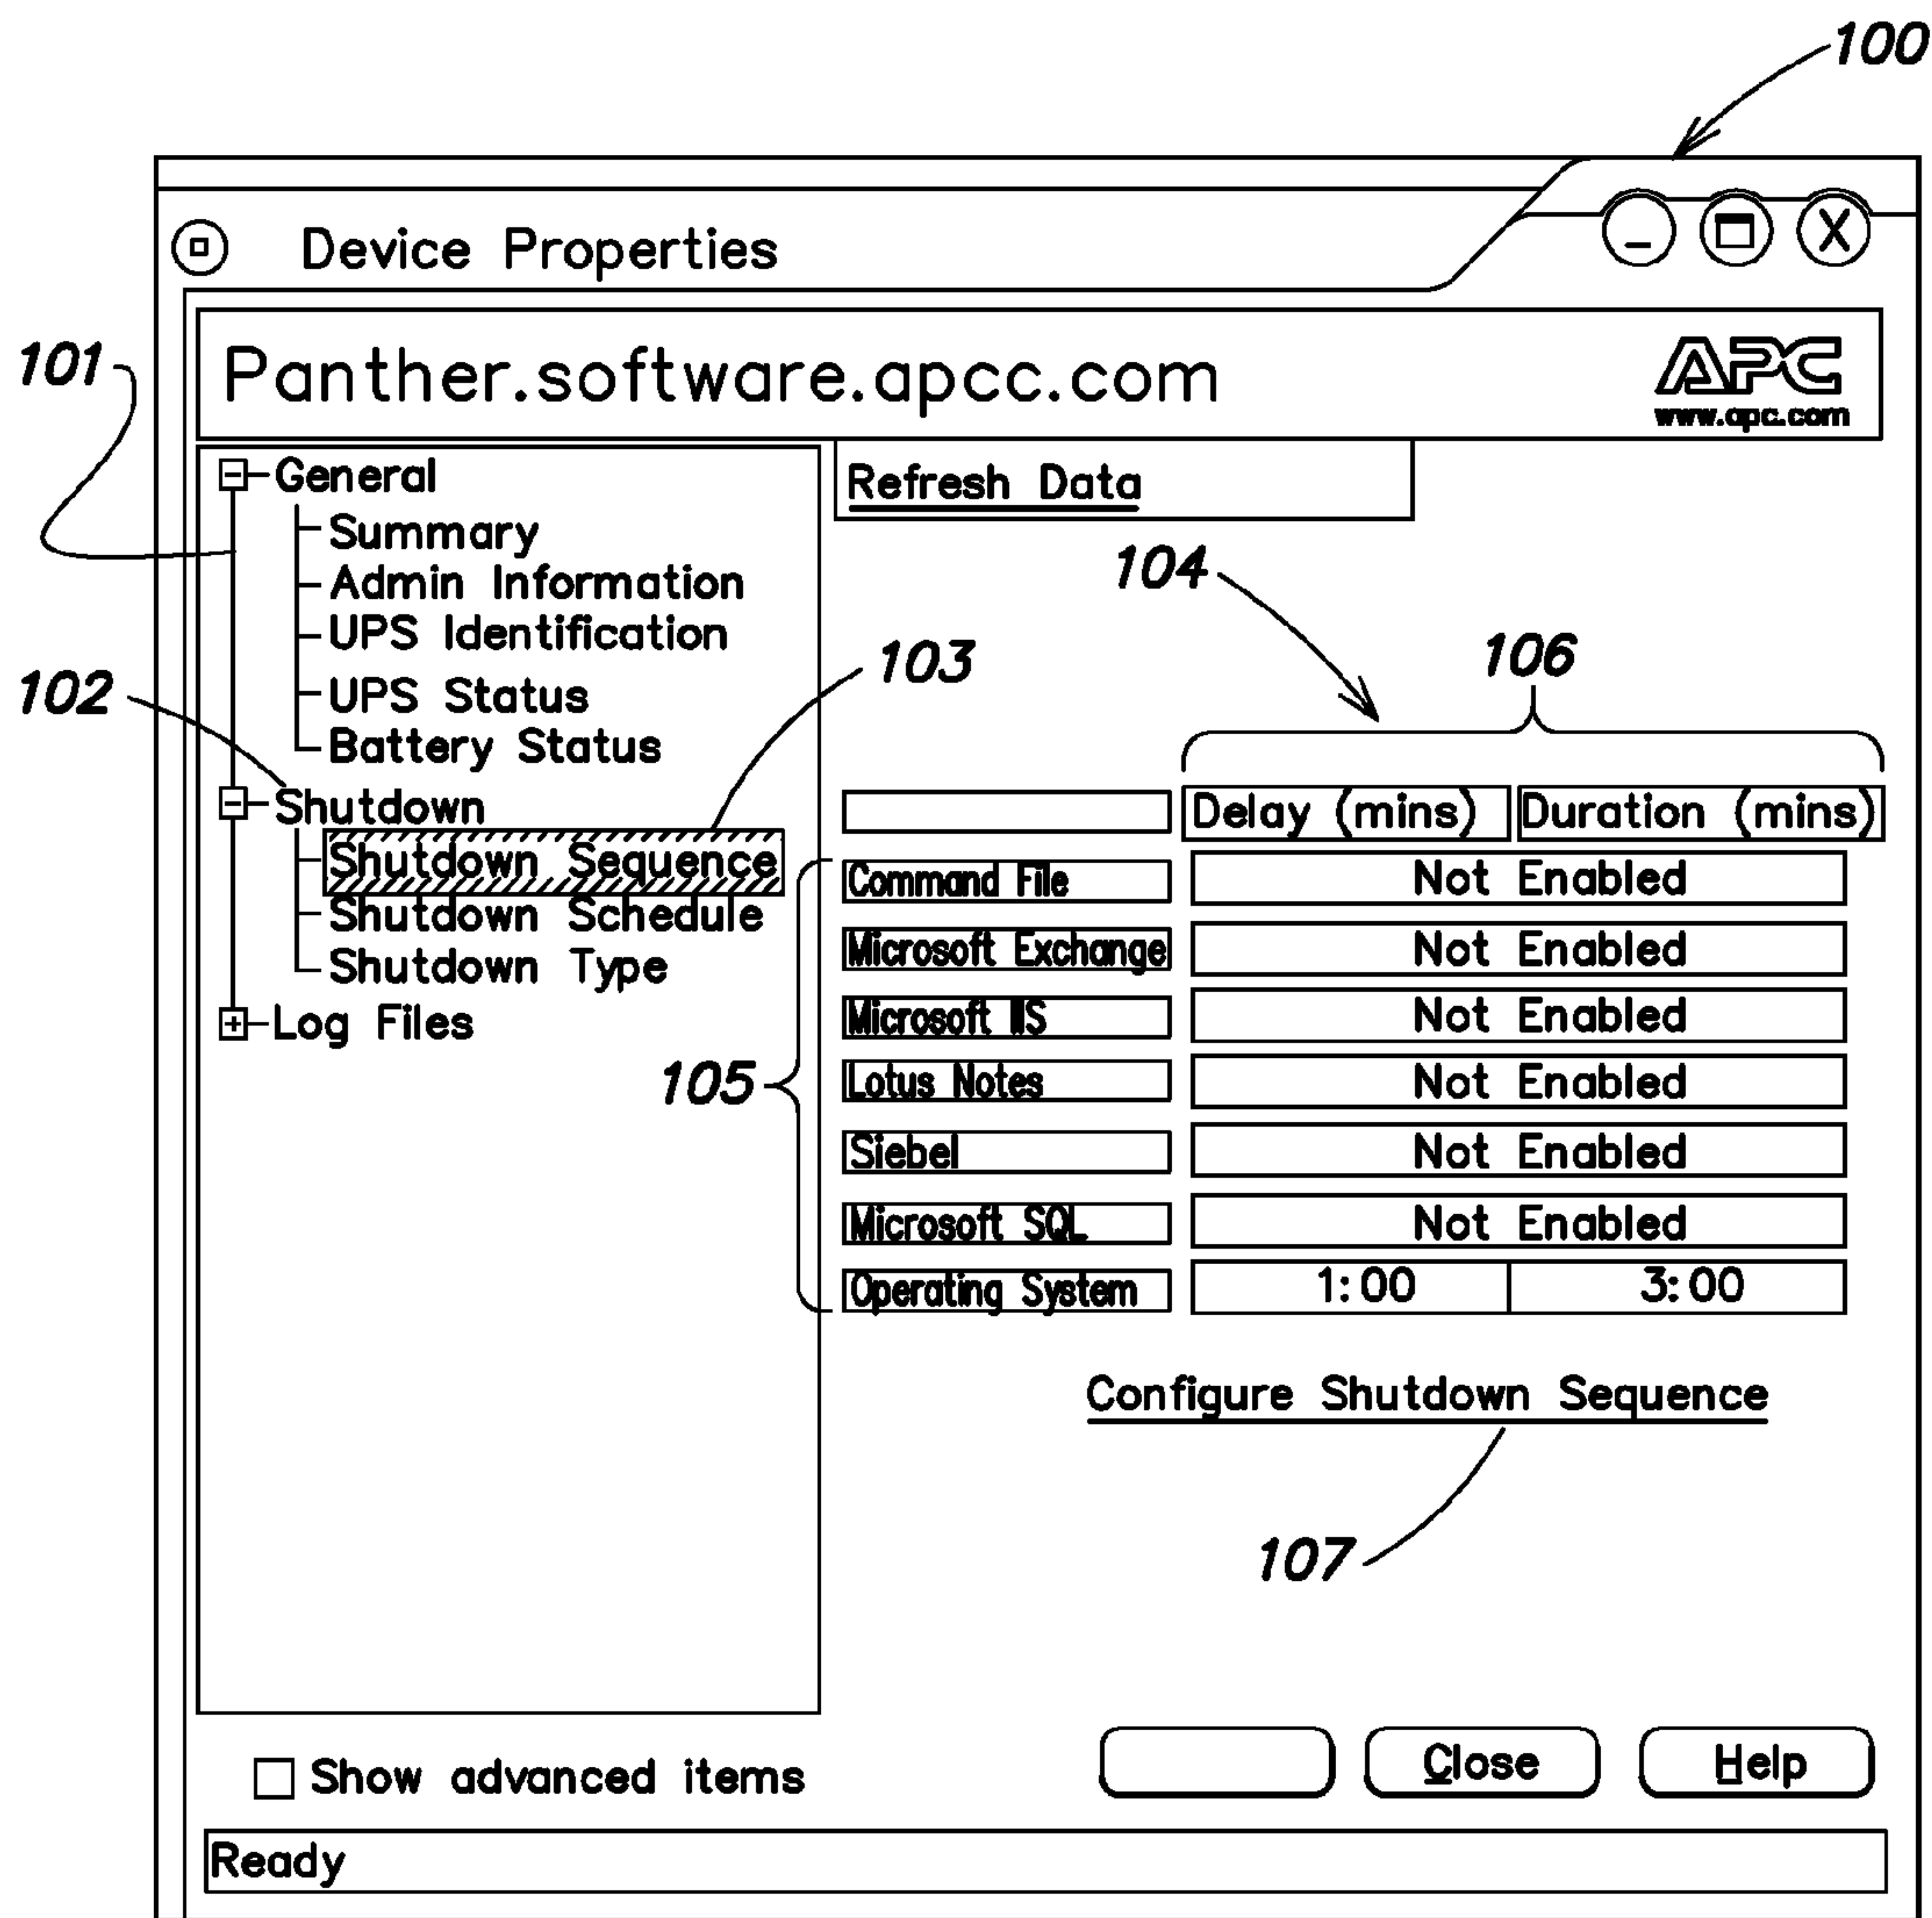 100
Device Properties
101
Panther.software.apcc.com
APC
www.apc.com
General
Summary
Admin Information
UPS Identification
UPS Status
Battery Status
102
Shutdown
103
Shutdown Sequence
Shutdown Schedule
Shutdown Type
Log Files
Refresh Data
104
106
Delay (mins) Duration (mins)
105
Command File Not Enabled
Microsoft Exchange Not Enabled
Microsoft IIS Not Enabled
Lotus Notes Not Enabled
Siebel Not Enabled
Microsoft SQL Not Enabled
Operating System 1:00 3:00
Configure Shutdown Sequence
107
Show advanced items
Close
Help
Ready